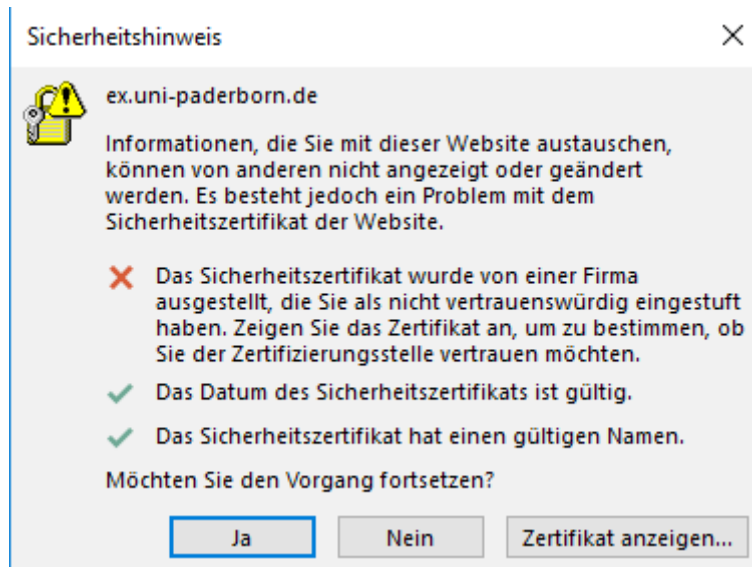 Sicherheitshinweis
ex.uni-paderborn.de
Informationen, die Sie mit dieser Website austauschen,
können von anderen nicht angezeigt oder geändert
werden. Es besteht jedoch ein Problem mit dem
Sicherheitszertifikat der Website.
Das Sicherheitszertifikat wurde von einer Firma
ausgestellt, die Sie als nicht vertrauenswürdig eingestuft
haben. Zeigen Sie das Zertifikat an, um zu bestimmen, ob
Sie der Zertifizierungsstelle vertrauen möchten.
Das Datum des Sicherheitszertifikats ist gültig.
Das Sicherheitszertifikat hat einen gültigen Namen.
Möchten Sie den Vorgang fortsetzen?
Ja Nein Zertifikat anzeigen...